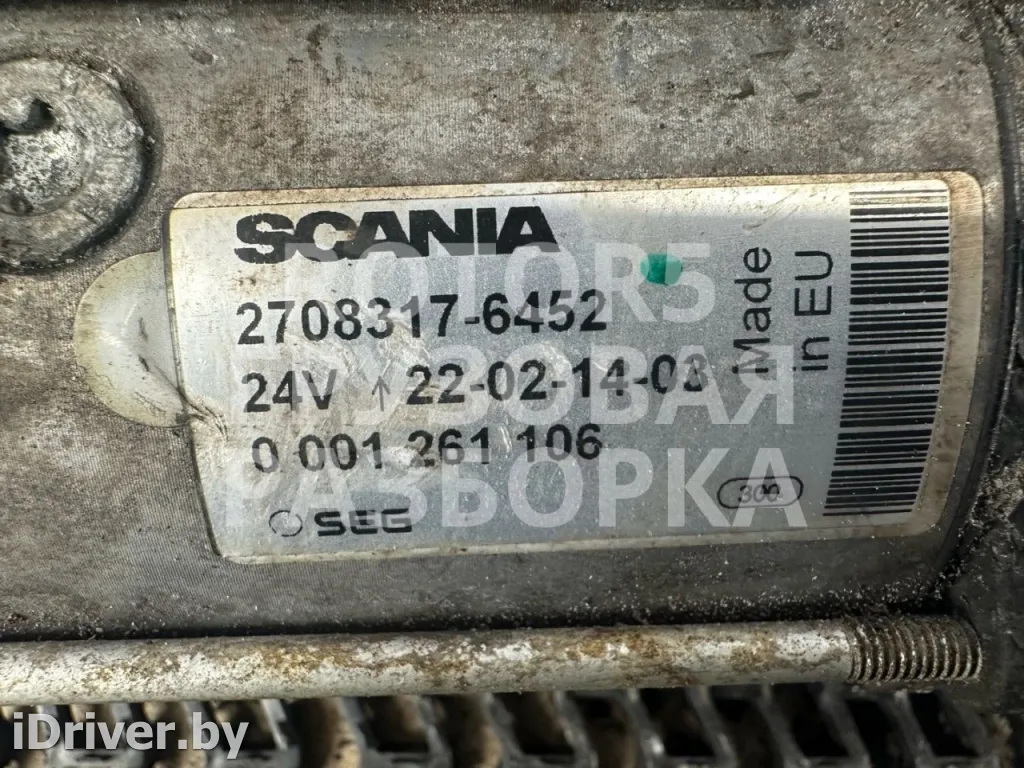 SCANIA
2708317-6452
24V ↑ 22-02-14-03
0 001 261 106
SEG
Made
in EU
300
MOTOR5
ГРУЗОВАЯ
РАЗБОРКА
iDriver.by